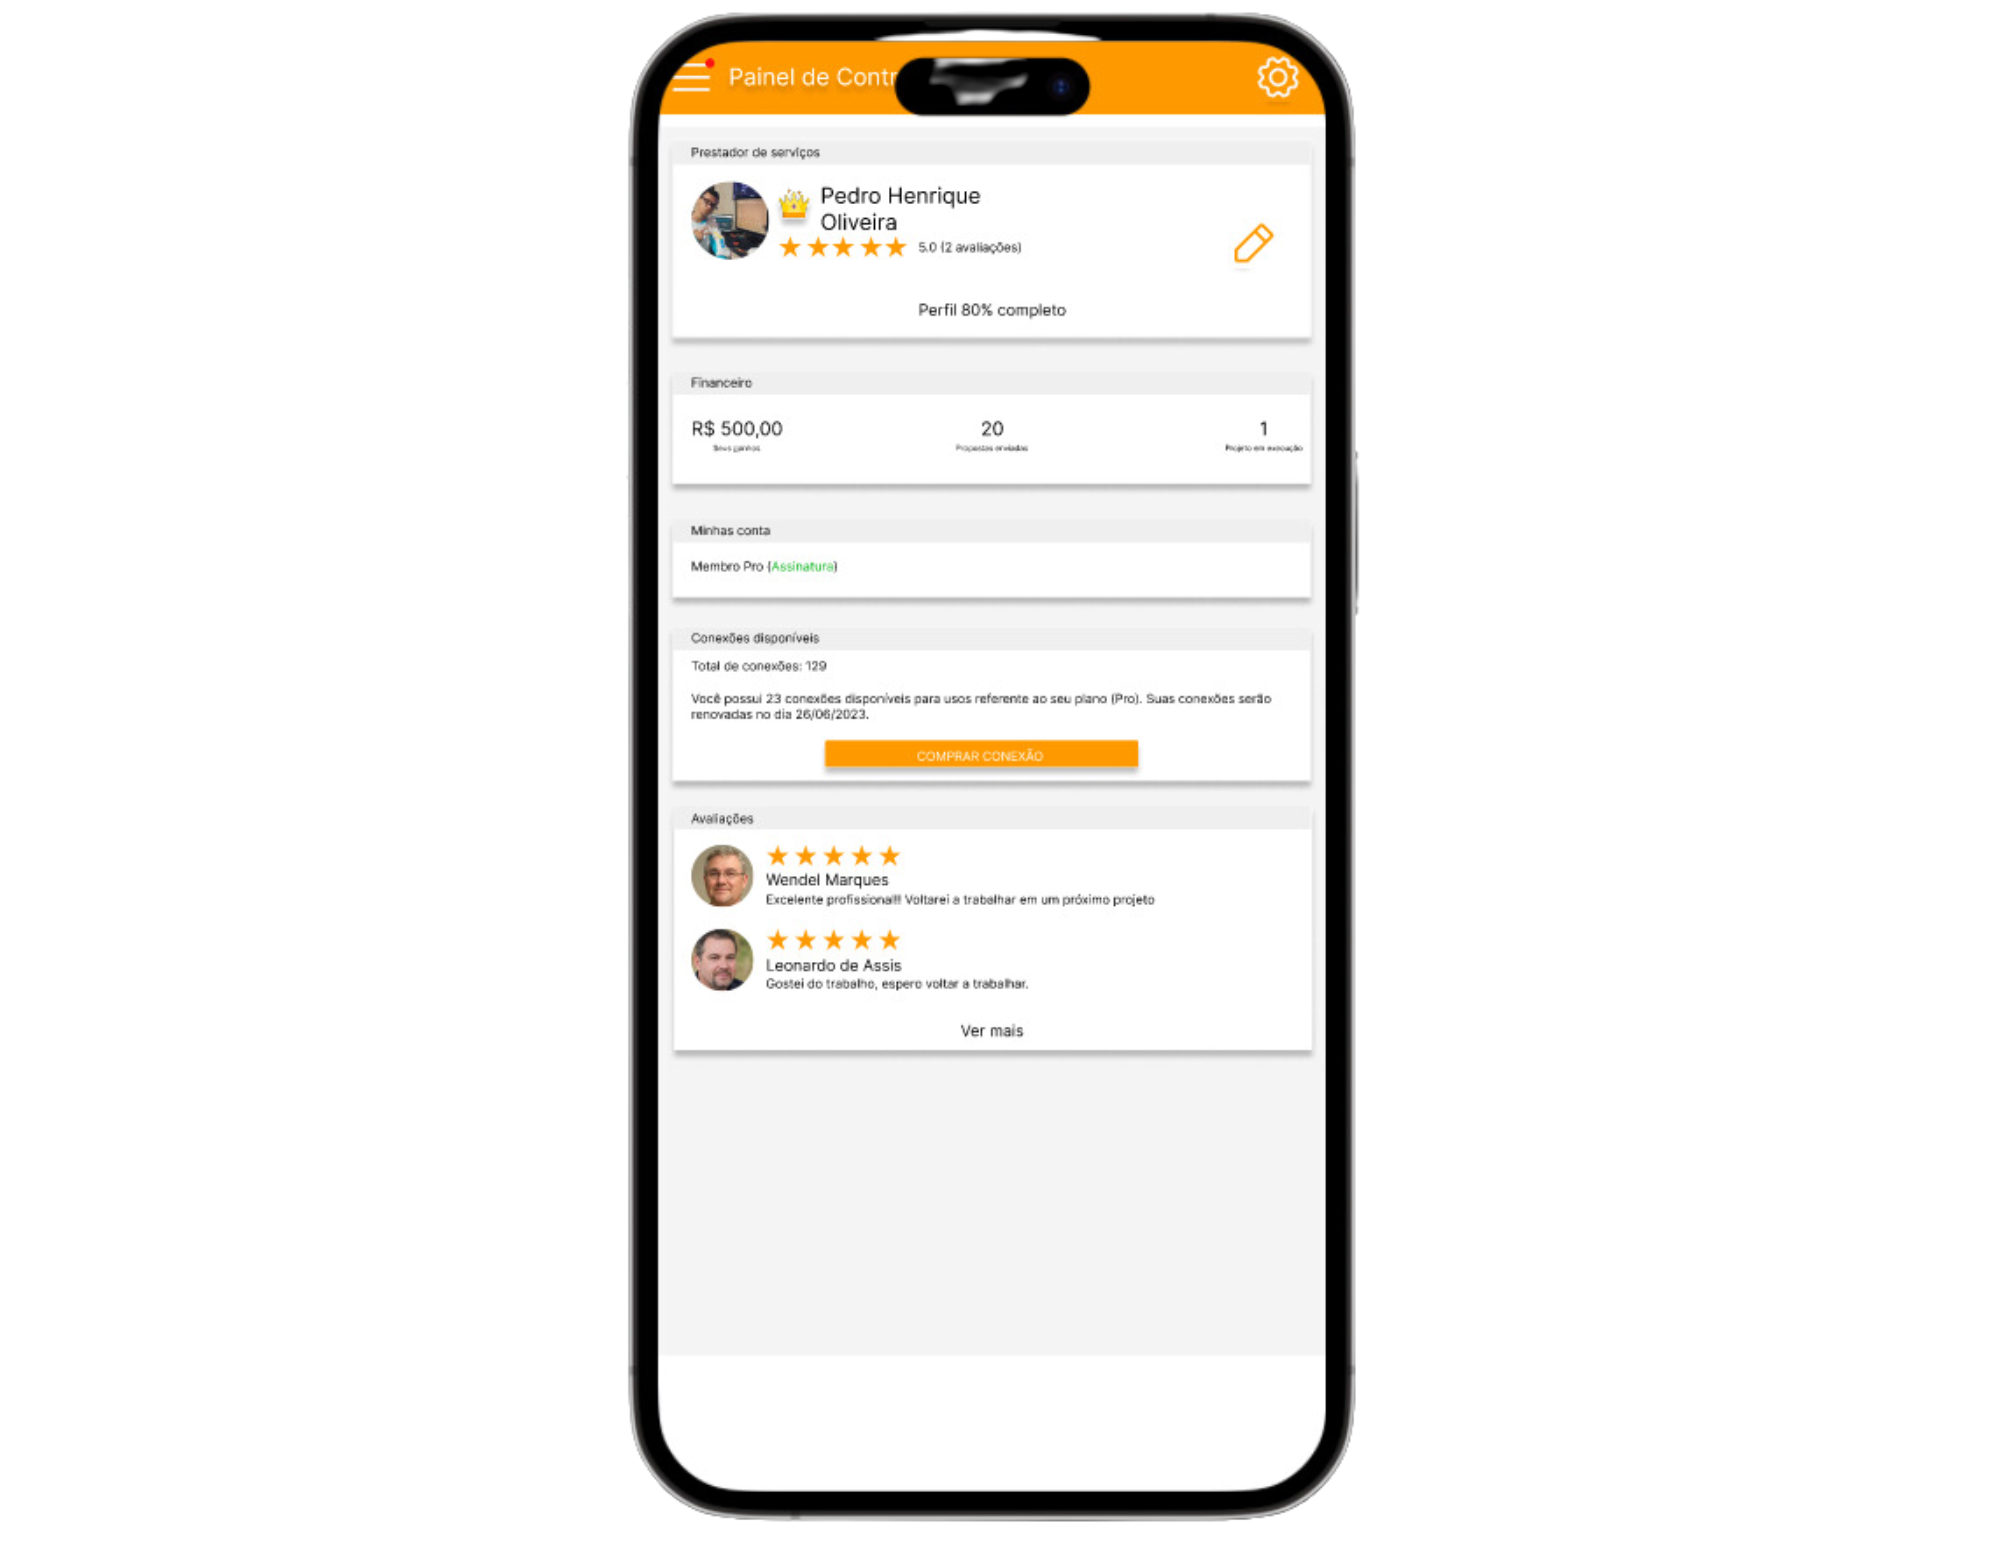 Painel de Contr
Prestador de serviços
Pedro Henrique
Oliveira
5.0 (2 avaliações)
Perfil 80% completo
Financeiro
R$ 500,00
Seus ganhos
20
Propostas enviadas
1
Projeto em execução
Minhas conta
Membro Pro (Assinatura)
Conexões disponíveis
Total de conexões: 129
Você possui 23 conexões disponíveis para usos referente ao seu plano (Pro). Suas conexões serão
renovadas no dia 26/06/2023.
COMPRAR CONEXÃO
Avaliações
Wendel Marques
Excelente profissional!! Voltarei a trabalhar em um próximo projeto
Leonardo de Assis
Gostei do trabalho, espero voltar a trabalhar.
Ver mais